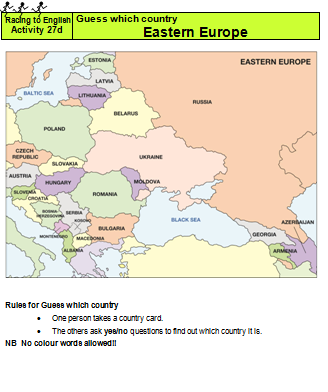 Racing to English
Activity 27d
Guess which country
Eastern Europe
EASTERN EUROPE
ESTONIA
LATVIA
BALTIC SEA
LITHUANIA
RUSSIA
BELARUS
POLAND
CZECH
REPUBLIC
UKRAINE
SLOVAKIA
AUSTRIA
HUNGARY
MOLDOVA
SLOVENIA
CROATIA
ROMANIA
BOSNIA-
HERZEGOVINA
SERBIA
KOSOVO
BULGARIA
BLACK SEA
MONTENEGRO
MACEDONIA
ALBANIA
GEORGIA
AZERBAIJAN
ARMENIA
Rules for Guess which country
• One person takes a country card.
• The others ask yes/no questions to find out which country it is.
NB No colour words allowed!!